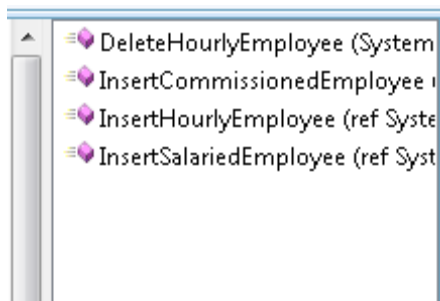 DeleteHourlyEmployee (System
InsertCommissionedEmployee (
InsertHourlyEmployee (ref Syste
InsertSalariedEmployee (ref Syst